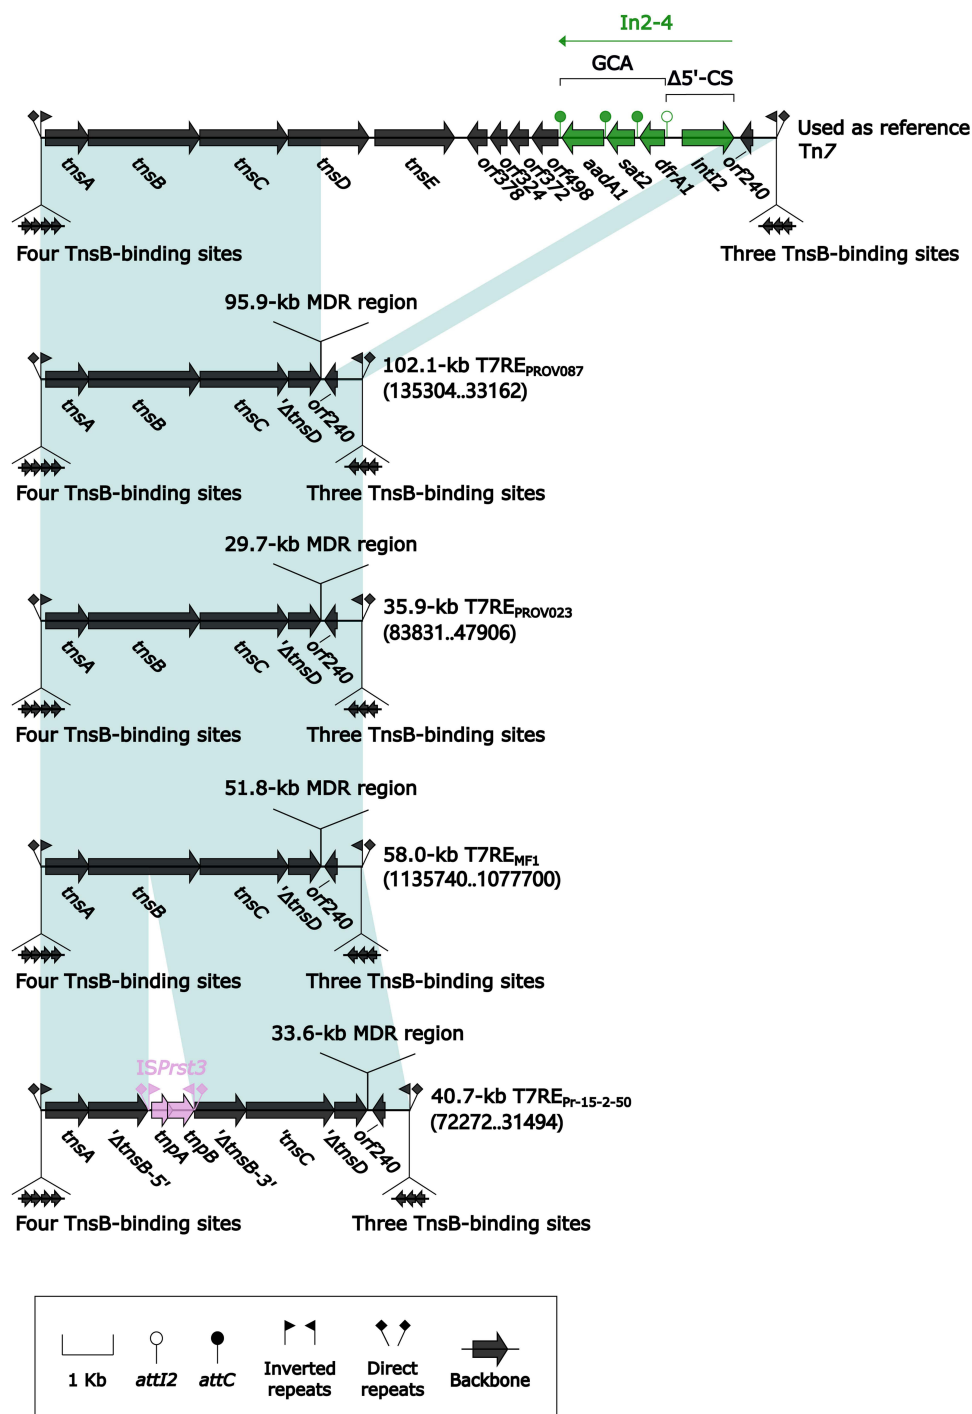 In2-4
GCA
Δ5'-CS
Used as reference
Tn7
tnsA
tnsB
tnsC
tnsD
tnsE
orf378
orf324
orf372
orf498
aadA1
sat2
dfrA1
IntI2
orf240
Four TnsB-binding sites
Three TnsB-binding sites
95.9-kb MDR region
102.1-kb T7REPROV087
(135304..33162)
tnsA
tnsB
tnsC
'ΔtnsD
orf240
Four TnsB-binding sites
Three TnsB-binding sites
29.7-kb MDR region
35.9-kb T7REPROV023
(83831..47906)
tnsA
tnsB
tnsC
'ΔtnsD
orf240
Four TnsB-binding sites
Three TnsB-binding sites
51.8-kb MDR region
58.0-kb T7REMF1
(1135740..1077700)
tnsA
tnsB
tnsC
'ΔtnsD
orf240
Four TnsB-binding sites
Three TnsB-binding sites
33.6-kb MDR region
ISPrst3
40.7-kb T7REPr-15-2-50
(72272..31494)
tnsA
'ΔtnsB-5'
tnpA
tnpB
'ΔtnsB-3'
'tnsC
'ΔtnsD
orf240
Four TnsB-binding sites
Three TnsB-binding sites
1 Kb
attI2
attC
Inverted
repeats
Direct
repeats
Backbone